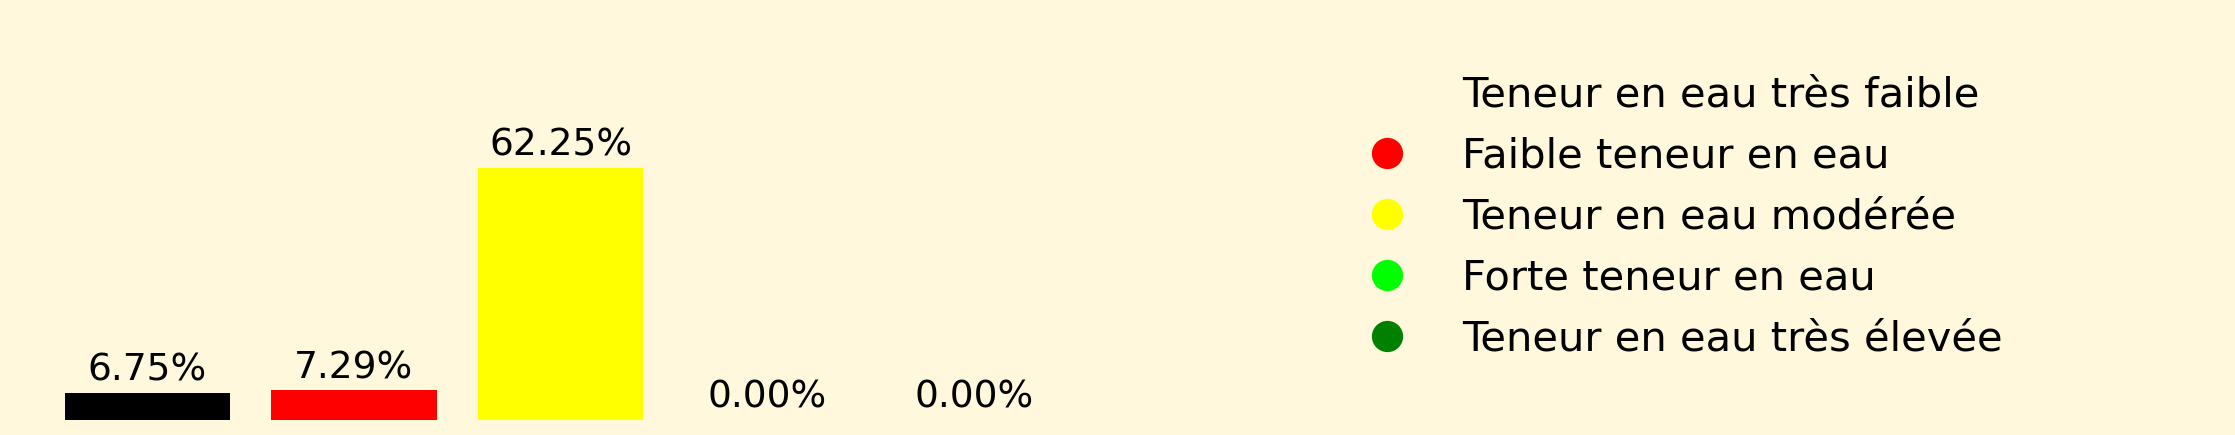 6.75%
7.29%
62.25%
0.00%
0.00%
Teneur en eau très faible
Faible teneur en eau
Teneur en eau modérée
Forte teneur en eau
Teneur en eau très élevée